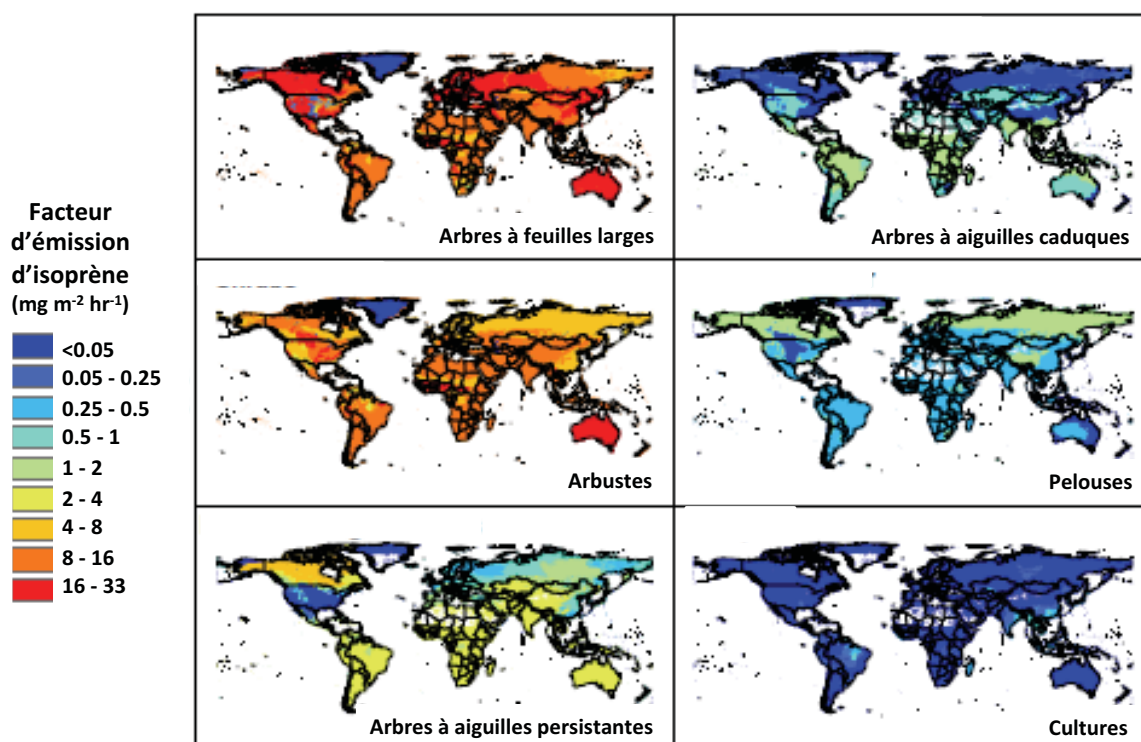 Facteur
d'émission
d'isoprène
(mg m-2 hr-1)
<0.05
0.05 - 0.25
0.25 - 0.5
0.5 - 1
1 - 2
2 - 4
4 - 8
8 - 16
16 - 33
Arbres à feuilles larges
Arbres à aiguilles caduques
Arbustes
Pelouses
Arbres à aiguilles persistantes
Cultures